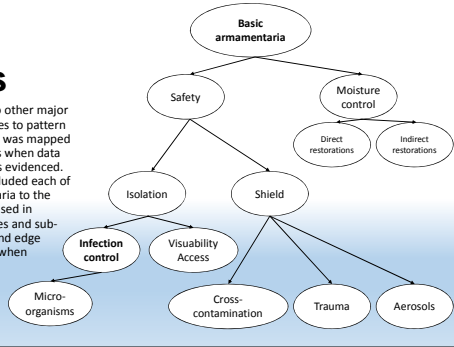 s
o other major
es to pattern
was mapped
s when data
s evidenced.
luded each of
aria to the
sed in
es and sub-
nd edge
when
Basic
armamentaria
Safety
Moisture
control
Direct
restorations
Indirect
restorations
Isolation
Shield
Infection
control
Visuability
Access
Micro-
organisms
Cross-
contamination
Trauma
Aerosols